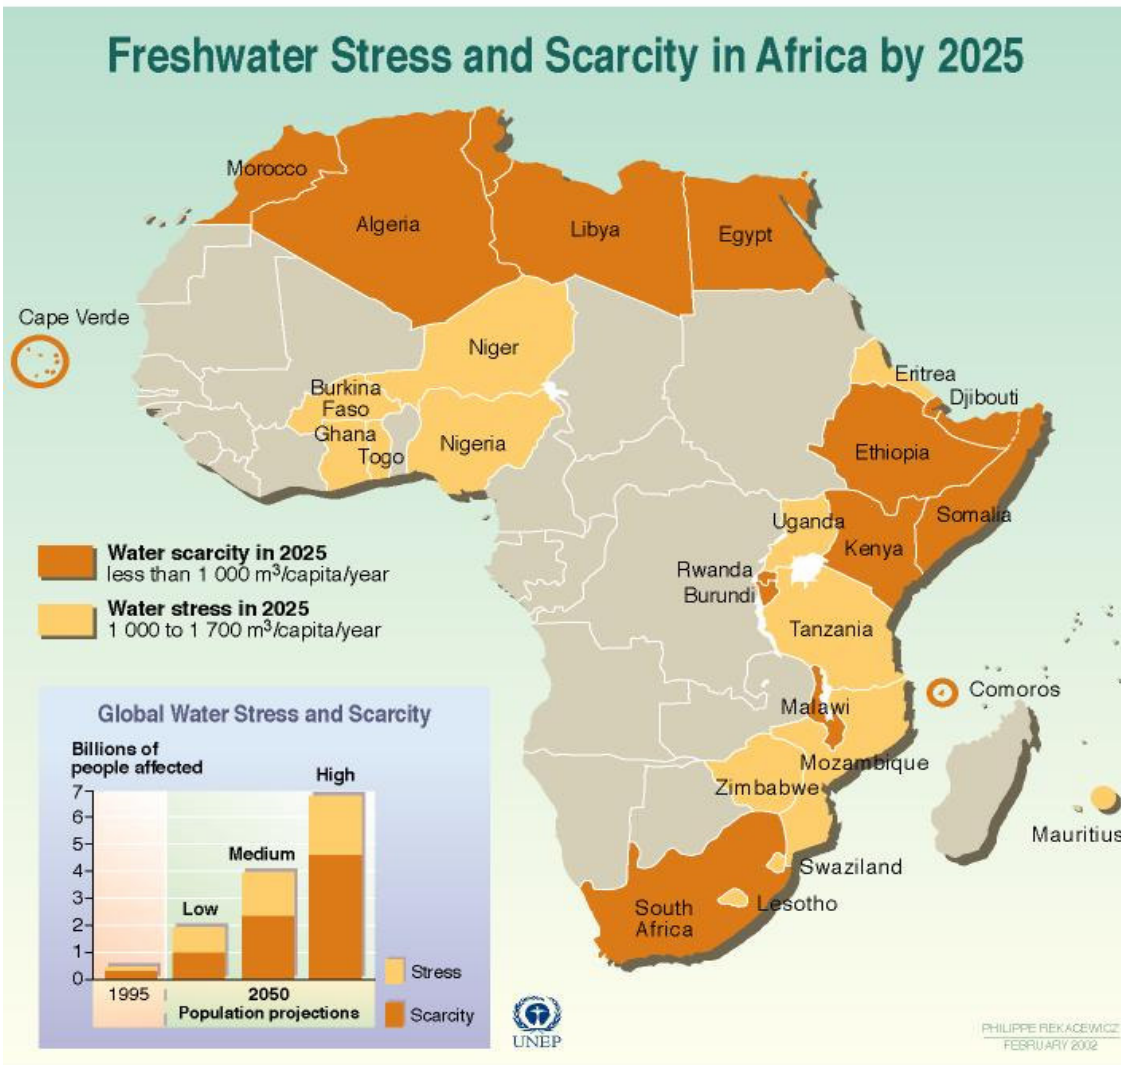 Freshwater Stress and Scarcity in Africa by 2025
Morocco
Algeria
Libya
Egypt
Cape Verde
Niger
Burkina
Faso
Ghana
Togo
Nigeria
Eritrea
Djibouti
Ethiopia
Somalia
Uganda
Kenya
Rwanda
Burundi
Tanzania
Comoros
Malawi
Mozambique
Zimbabwe
Mauritius
Swaziland
Lesotho
South
Africa
Water scarcity in 2025
less than 1 000 m³/capita/year
Water stress in 2025
1 000 to 1 700 m³/capita/year
Global Water Stress and Scarcity
Billions of
people affected
7
6
5
4
3
2
1
0
Low
Medium
High
1995
2050
Population projections
Stress
Scarcity
UNEP
PHILIPPE REKACEWICZ
FEBRUARY 2002